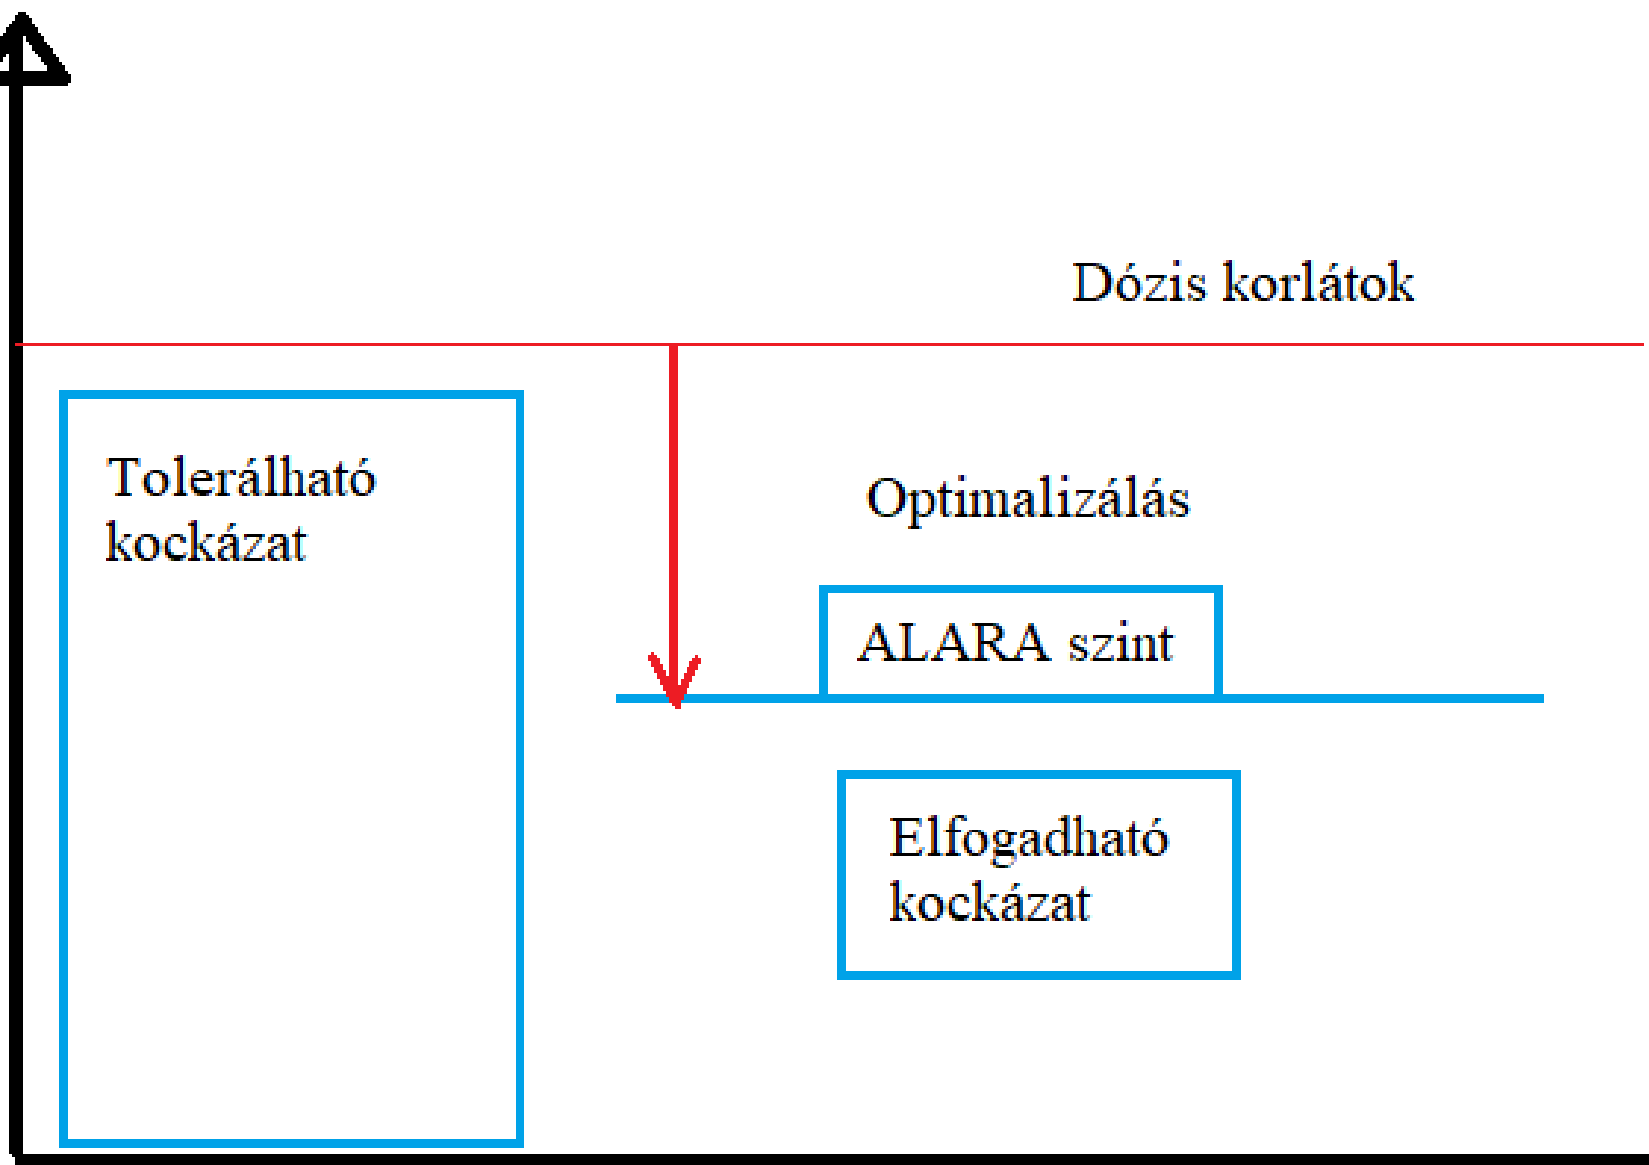 Dózis korlátok
Tolerálható
kockázat
Optimalizálás
ALARA szint
Elfogadható
kockázat